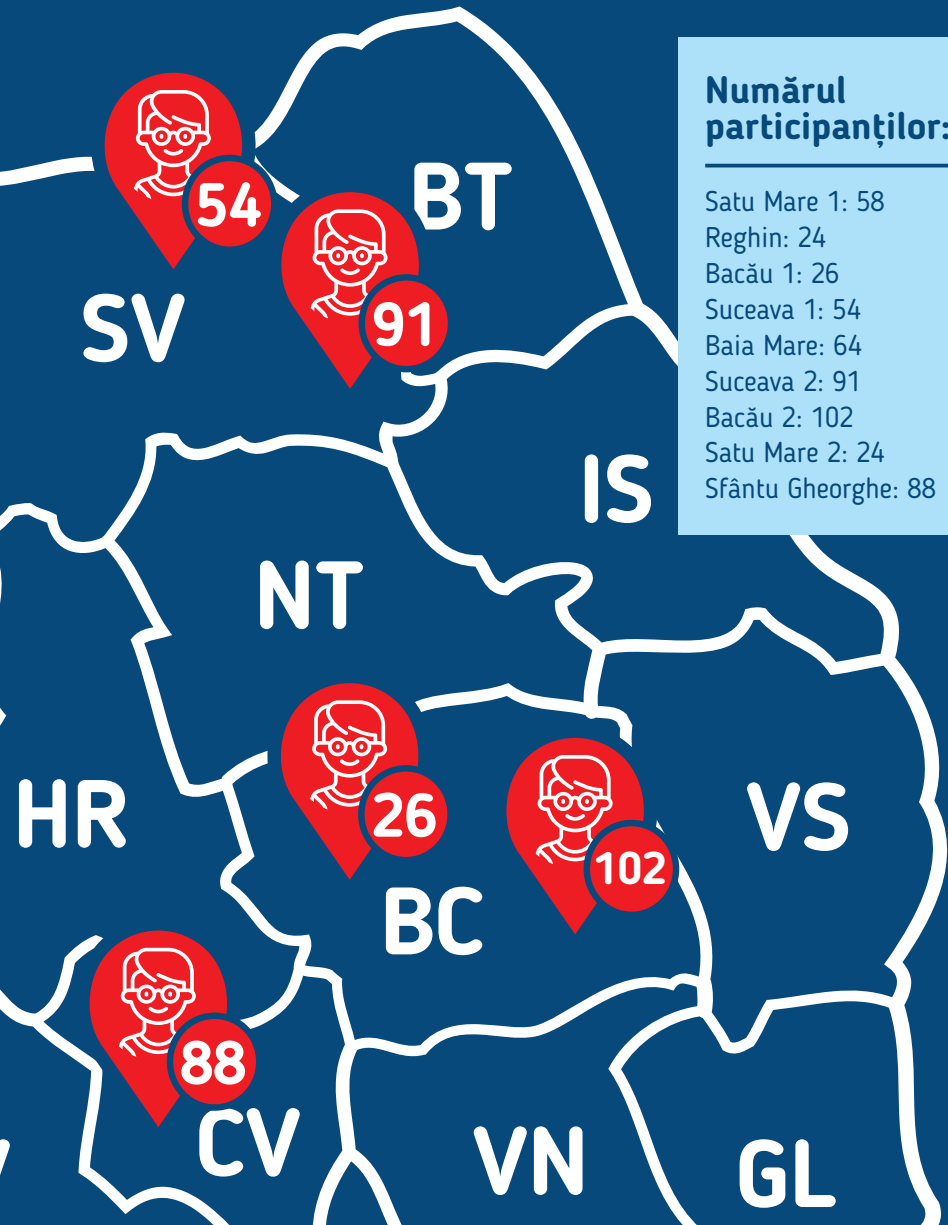 Numărul
participanților:
Satu Mare 1: 58
Reghin: 24
Bacău 1: 26
Suceava 1: 54
Baia Mare: 64
Suceava 2: 91
Bacău 2: 102
Satu Mare 2: 24
Sfântu Gheorghe: 88
54
BT
91
SV
IS
NT
26
HR
102
VS
BC
88
CV
VN
GL